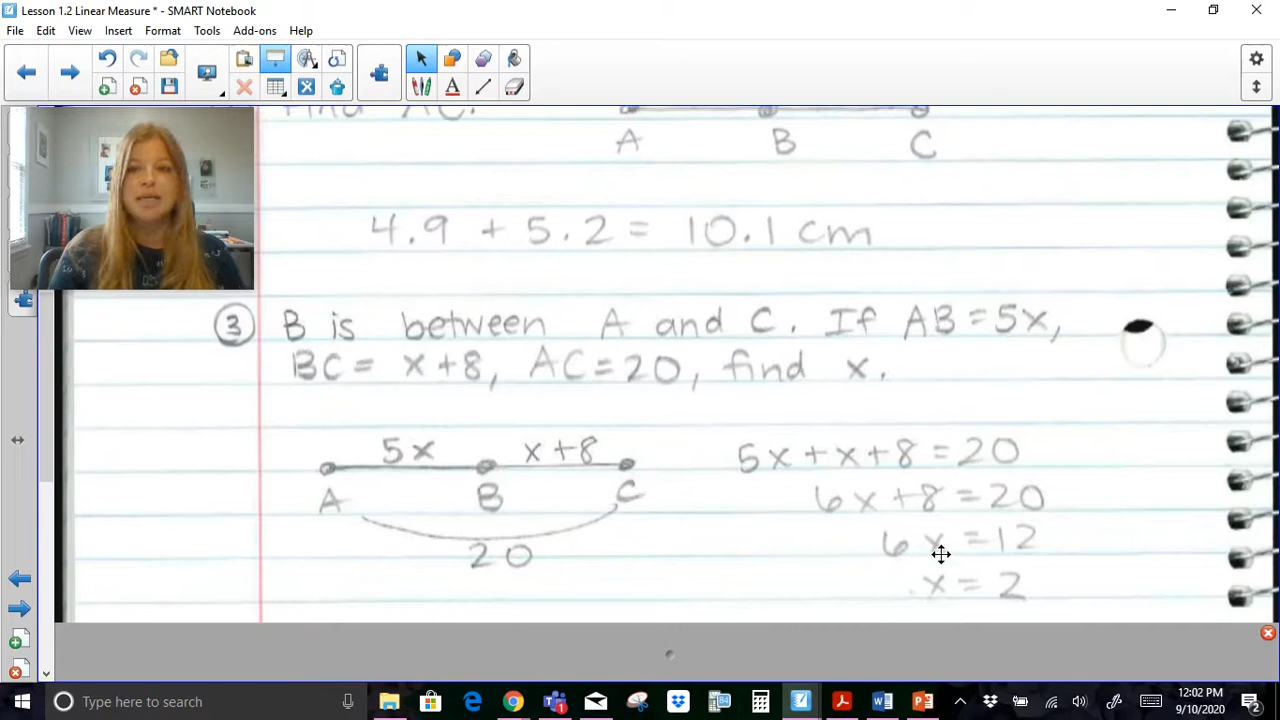 Lesson 1.2 Linear Measure * - SMART Notebook
File Edit View Insert Format Tools Add-ons Help
Find AC.
A B C
4.9 + 5.2 = 10.1 cm
③ B is between A and C. If AB=5x,
BC= x+8, AC=20, find x.
5x x+8
A B C
20
5x+x+8=20
6x+8=20
6x=12
x=2
Type here to search
12:02 PM
9/10/2020
2